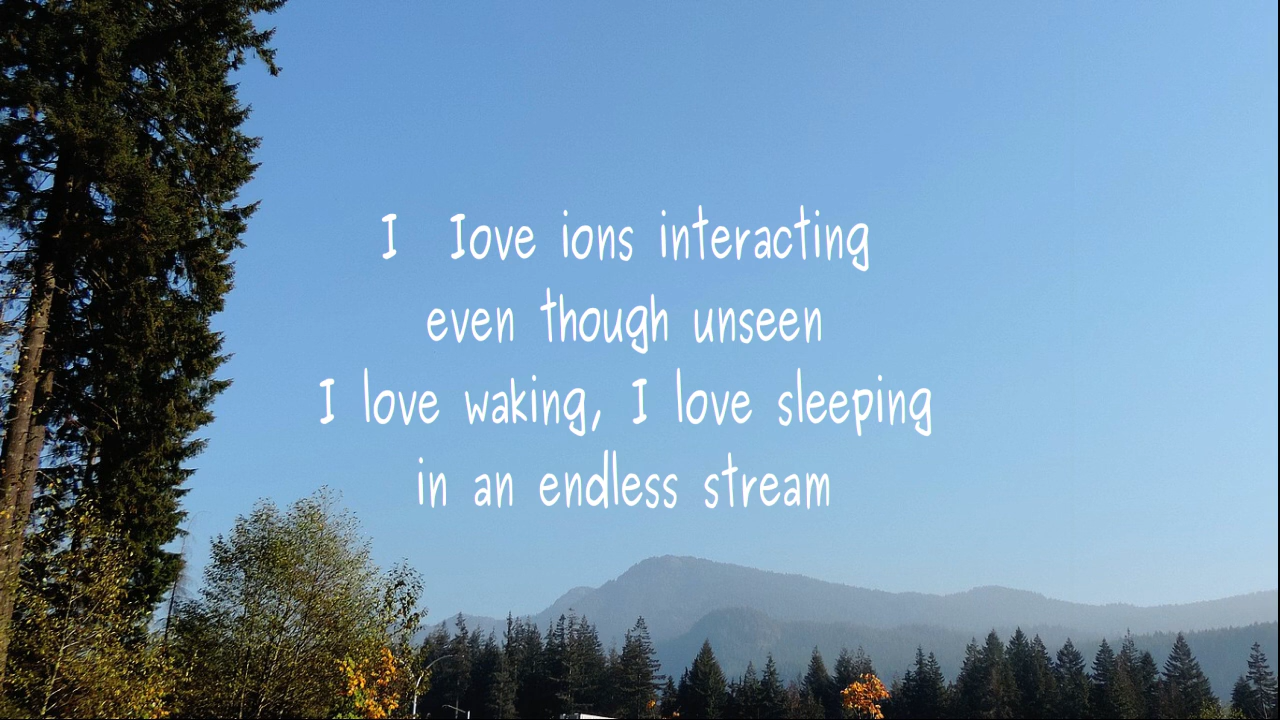 I  Iove ions interacting
even though unseen
I love waking, I love sleeping
in an endless stream